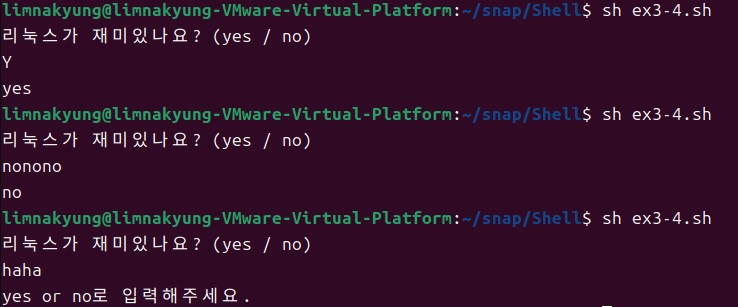 limnakyung@limnakyung-VMware-Virtual-Platform:~/snap/Shell$ sh ex3-4.sh
리눅스가 재미있나요? (yes / no)
Y
yes
limnakyung@limnakyung-VMware-Virtual-Platform:~/snap/Shell$ sh ex3-4.sh
리눅스가 재미있나요? (yes / no)
nonono
no
limnakyung@limnakyung-VMware-Virtual-Platform:~/snap/Shell$ sh ex3-4.sh
리눅스가 재미있나요? (yes / no)
haha
yes or no로 입력해주세요.